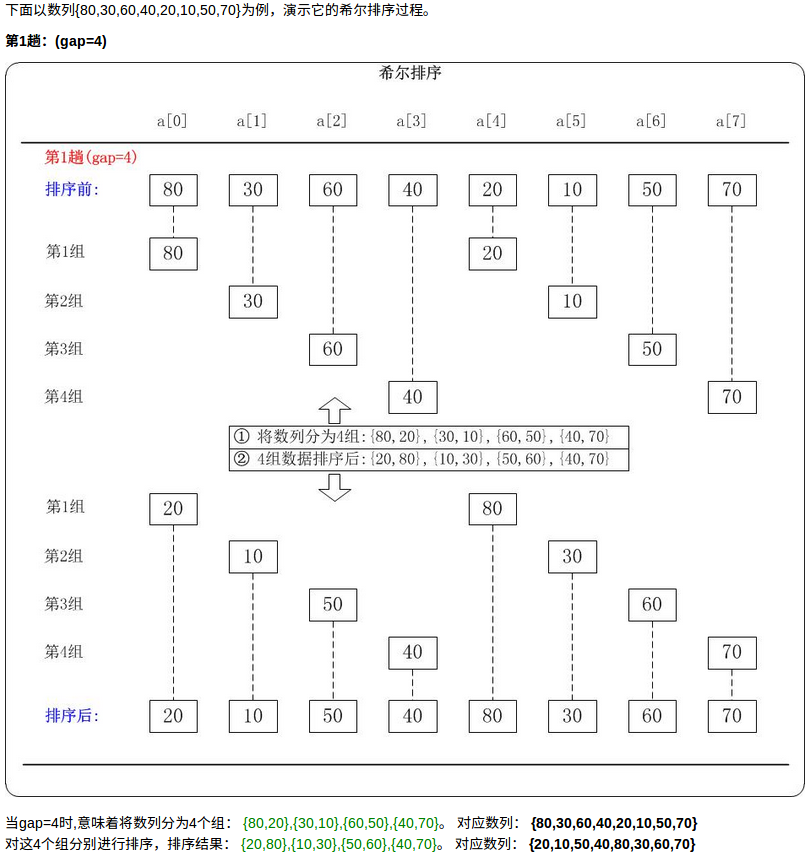 下面以数列{80,30,60,40,20,10,50,70}为例，演示它的希尔排序过程。
第1趟：(gap=4)
希尔排序
a[0] a[1] a[2] a[3] a[4] a[5] a[6] a[7]
第1趟(gap=4)
排序前: 80 30 60 40 20 10 50 70
第1组 80 20
第2组 30 10
第3组 60 50
第4组 40 70
① 将数列分为4组:{80,20},{30,10},{60,50},{40,70}
② 4组数据排序后:{20,80},{10,30},{50,60},{40,70}
第1组 20 80
第2组 10 30
第3组 50 60
第4组 40 70
排序后: 20 10 50 40 80 30 60 70
当gap=4时,意味着将数列分为4个组： {80,20},{30,10},{60,50},{40,70}。 对应数列： {80,30,60,40,20,10,50,70}
对这4个组分别进行排序，排序结果： {20,80},{10,30},{50,60},{40,70}。 对应数列： {20,10,50,40,80,30,60,70}